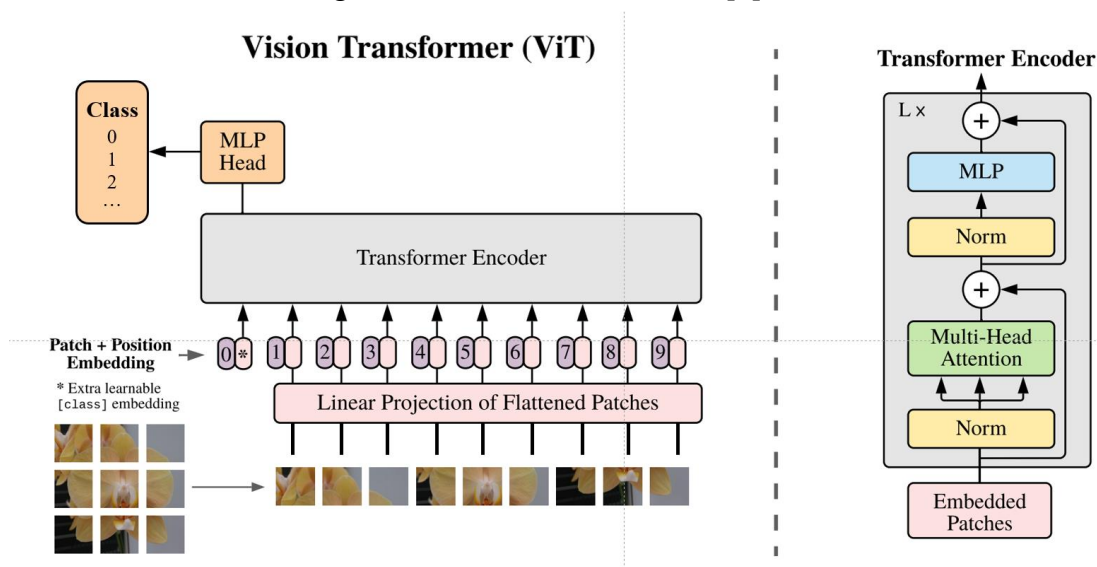 Vision Transformer (ViT)
Class
0
1
2
...
MLP
Head
Transformer Encoder
Patch + Position
Embedding
0 * 1 2 3 4 5 6 7 8 9
* Extra learnable
[class] embedding
Linear Projection of Flattened Patches
Transformer Encoder
L ×
+
MLP
Norm
+
Multi-Head
Attention
Norm
Embedded
Patches